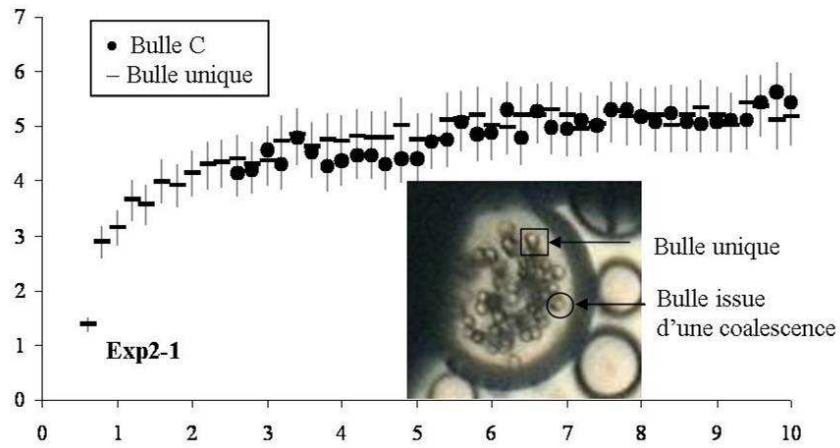 7
6
5
4
3
2
1
0
● Bulle C
– Bulle unique
Exp2-1
Bulle unique
Bulle issue
d'une coalescence
0 1 2 3 4 5 6 7 8 9 10